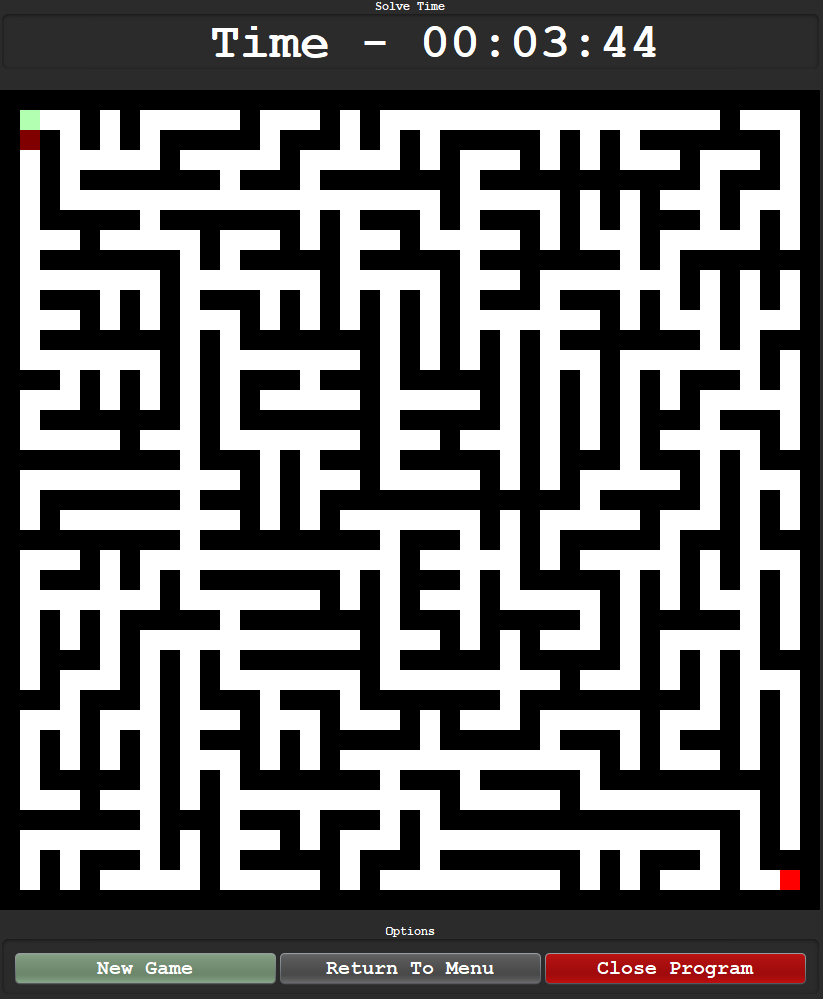 Solve Time
Time - 00:03:44
Options
New Game
Return To Menu
Close Program